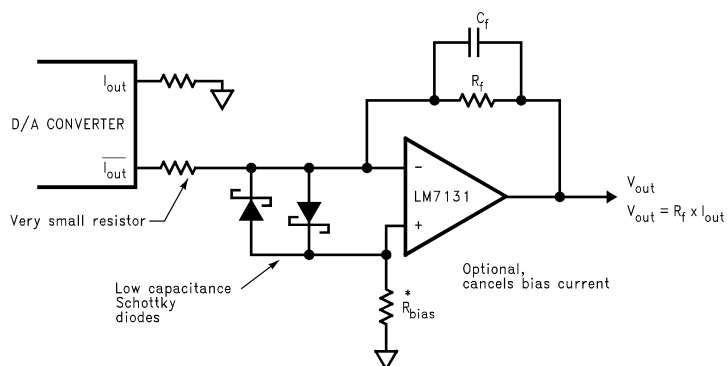 C_f
R_f
I_out
D/A CONVERTER
I̅_out
Very small resistor
LM7131
-
+
V_out
V_out = R_f x I_out
Low capacitance
Schottky
diodes
*
R_bias
Optional,
cancels bias current